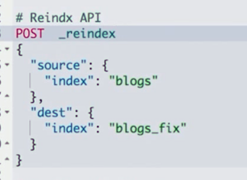 # Reindx API
POST _reindex
{
"source": {
"index": "blogs"
},
"dest": {
"index": "blogs_fix"
}
}